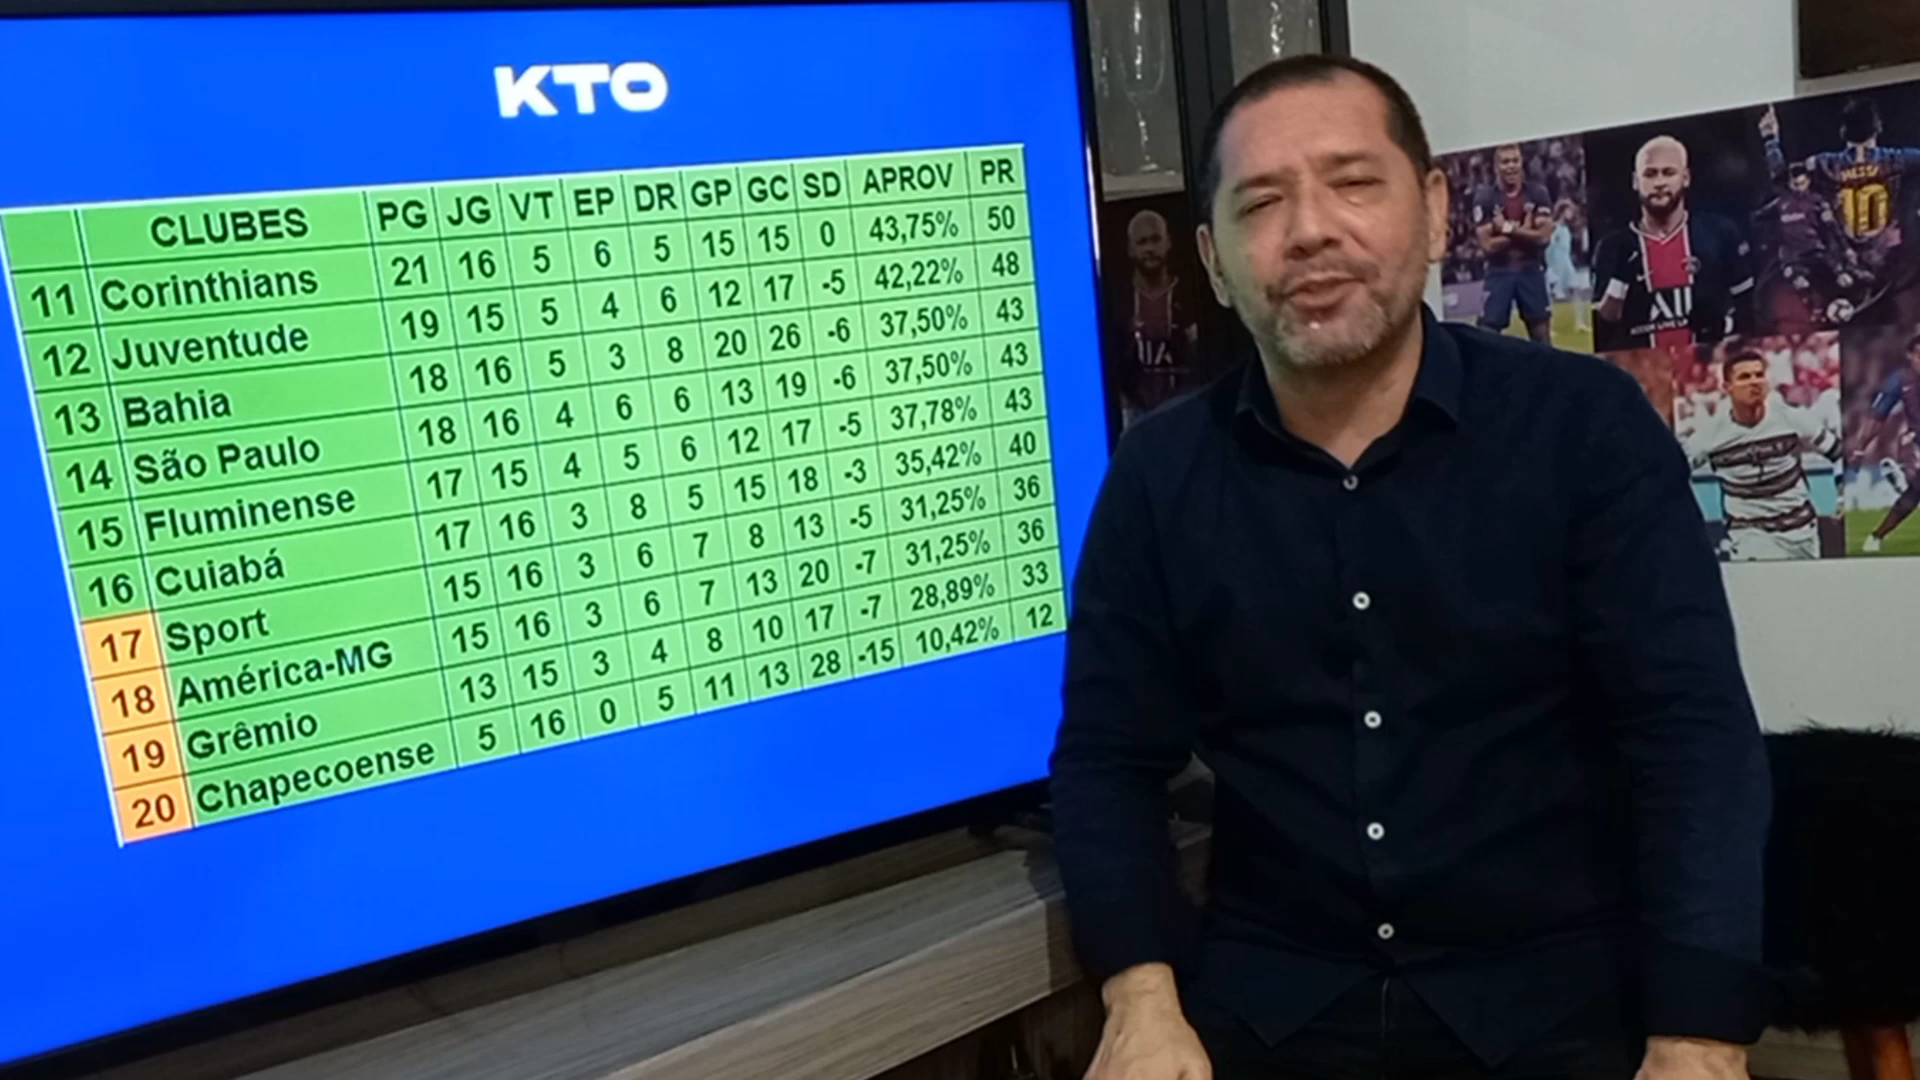 KTO
CLUBES PG JG VT EP DR GP GC SD APROV PR
11 Corinthians 21 16 5 6 5 15 15 0 43,75% 50
12 Juventude 19 15 5 4 6 12 17 -5 42,22% 48
13 Bahia 18 16 5 3 8 20 26 -6 37,50% 43
14 São Paulo 18 16 4 6 6 13 19 -6 37,50% 43
15 Fluminense 17 15 4 5 6 12 17 -5 37,78% 43
16 Cuiabá 17 16 3 8 5 15 18 -3 35,42% 40
17 Sport 15 16 3 6 7 8 13 -5 31,25% 36
18 América-MG 15 16 3 6 7 13 20 -7 31,25% 36
19 Grêmio 13 15 3 4 8 10 17 -7 28,89% 33
20 Chapecoense 5 16 0 5 11 13 28 -15 10,42% 12
MESSI
10